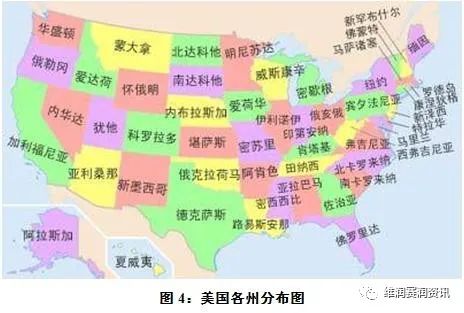 新罕布什尔
佛蒙特
马萨诸塞
缅因
华盛顿
蒙大拿
北达科他
明尼苏达
俄勒冈
爱达荷
怀俄明
南达科他
威斯康辛
密歇根
纽约
罗德岛
康涅狄格
新泽西
特拉华
马里兰
西弗吉尼亚
内华达
犹他
科罗拉多
内布拉斯加
爱荷华
伊利诺伊
印第安纳
俄亥俄
宾夕法尼亚
加利福尼亚
亚利桑那
新墨西哥
堪萨斯
密苏里
肯塔基
弗吉尼亚
俄克拉荷马
阿肯色
田纳西
北卡罗来纳
南卡罗来纳
德克萨斯
路易斯安那
密西西比
亚拉巴马
佐治亚
佛罗里达
阿拉斯加
夏威夷
图 4：美国各州分布图
维润赛润资讯